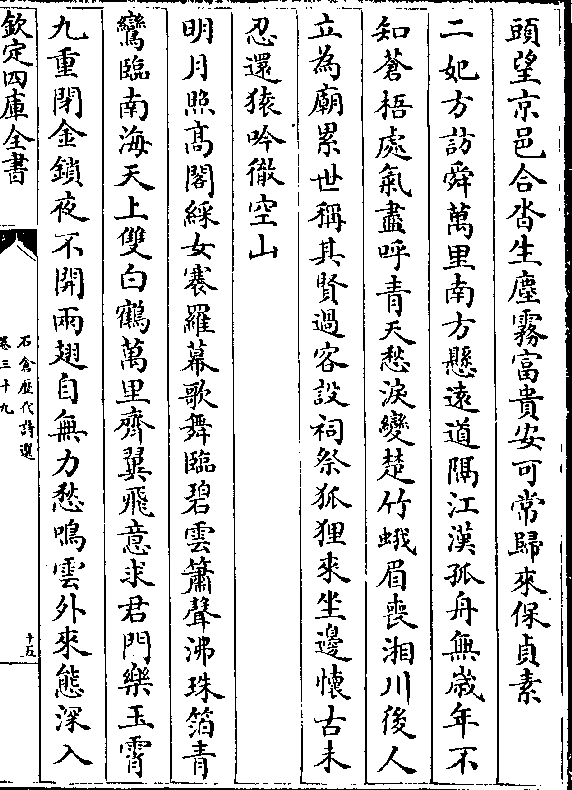 頭望京邑合沓生塵霧富貴安可常歸來保貞素
二妃方訪舜萬里南方懸遠道隔江漢孤舟無歲年不
知蒼梧處氣盡呼青天愁淚變楚竹蛾眉喪湘川後人
立為廟累世稱其賢過客設祠祭狐狸來坐邊懷古未
忍還猿吟徹空山
明月照高閣綵女褰羅幕歌舞臨碧雲簫聲沸珠箔青
鸞臨南海天上雙白鶴萬里齊翼飛意求君門樂玉霄
九重閉金鎖夜不開兩翅自無力愁鳴雲外來態深入
欽定四庫全書
石倉歷代詩選
卷三十九
十五